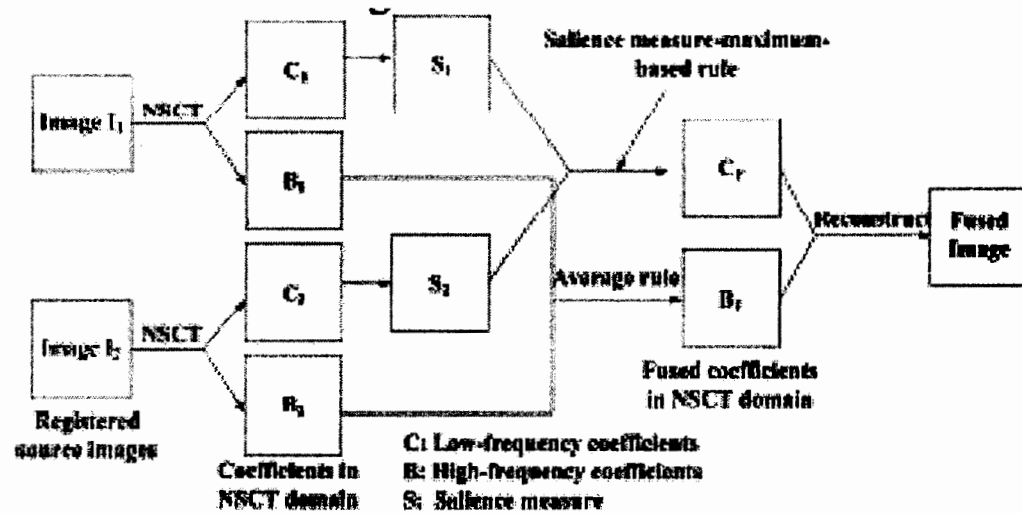 Salience measure-maximum-
based rule
C₁
S₁
Image I₁
NSCT
B₁
C_F
Reconstruct
Fused
Image
C₂
S₂
Average rule
B_F
Image I₂
NSCT
B₂
Fused coefficients
in NSCT domain
Registered
source images
Coefficients in
NSCT domain
C: Low-frequency coefficients
B: High-frequency coefficients
S: Salience measure